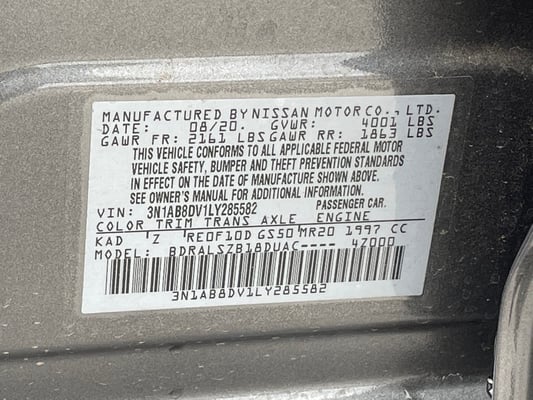 MANUFACTURED BY NISSAN MOTOR CO., LTD.
DATE: 08/20. GVWR: 4001 LBS
GAWR FR: 2161 LBS GAWR RR: 1863 LBS
THIS VEHICLE CONFORMS TO ALL APPLICABLE FEDERAL MOTOR
VEHICLE SAFETY, BUMPER AND THEFT PREVENTION STANDARDS
IN EFFECT ON THE DATE OF MANUFACTURE SHOWN ABOVE.
SEE OWNER'S MANUAL FOR ADDITIONAL INFORMATION.
VIN: 3N1AB8DV1LY285582 PASSENGER CAR.
COLOR TRIM TRANS AXLE ENGINE
KAD Z RE0F10D GS50 MR20 1997 CC
MODEL: BDRALSZB18DUAC---- 4Z000
3N1AB8DV1LY285582